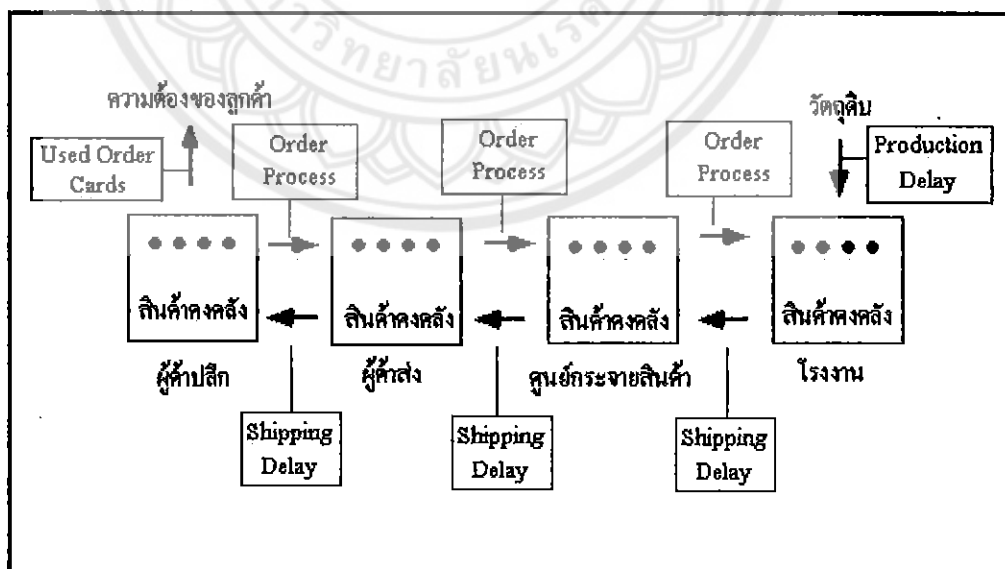 ความต้องของลูกค้า
วัตถุดิบ
Used Order
Cards
Order
Process
Order
Process
Order
Process
Production
Delay
สินค้าคงคลัง
สินค้าคงคลัง
สินค้าคงคลัง
สินค้าคงคลัง
ผู้ค้าปลีก
ผู้ค้าส่ง
ศูนย์กระจายสินค้า
โรงงาน
Shipping
Delay
Shipping
Delay
Shipping
Delay